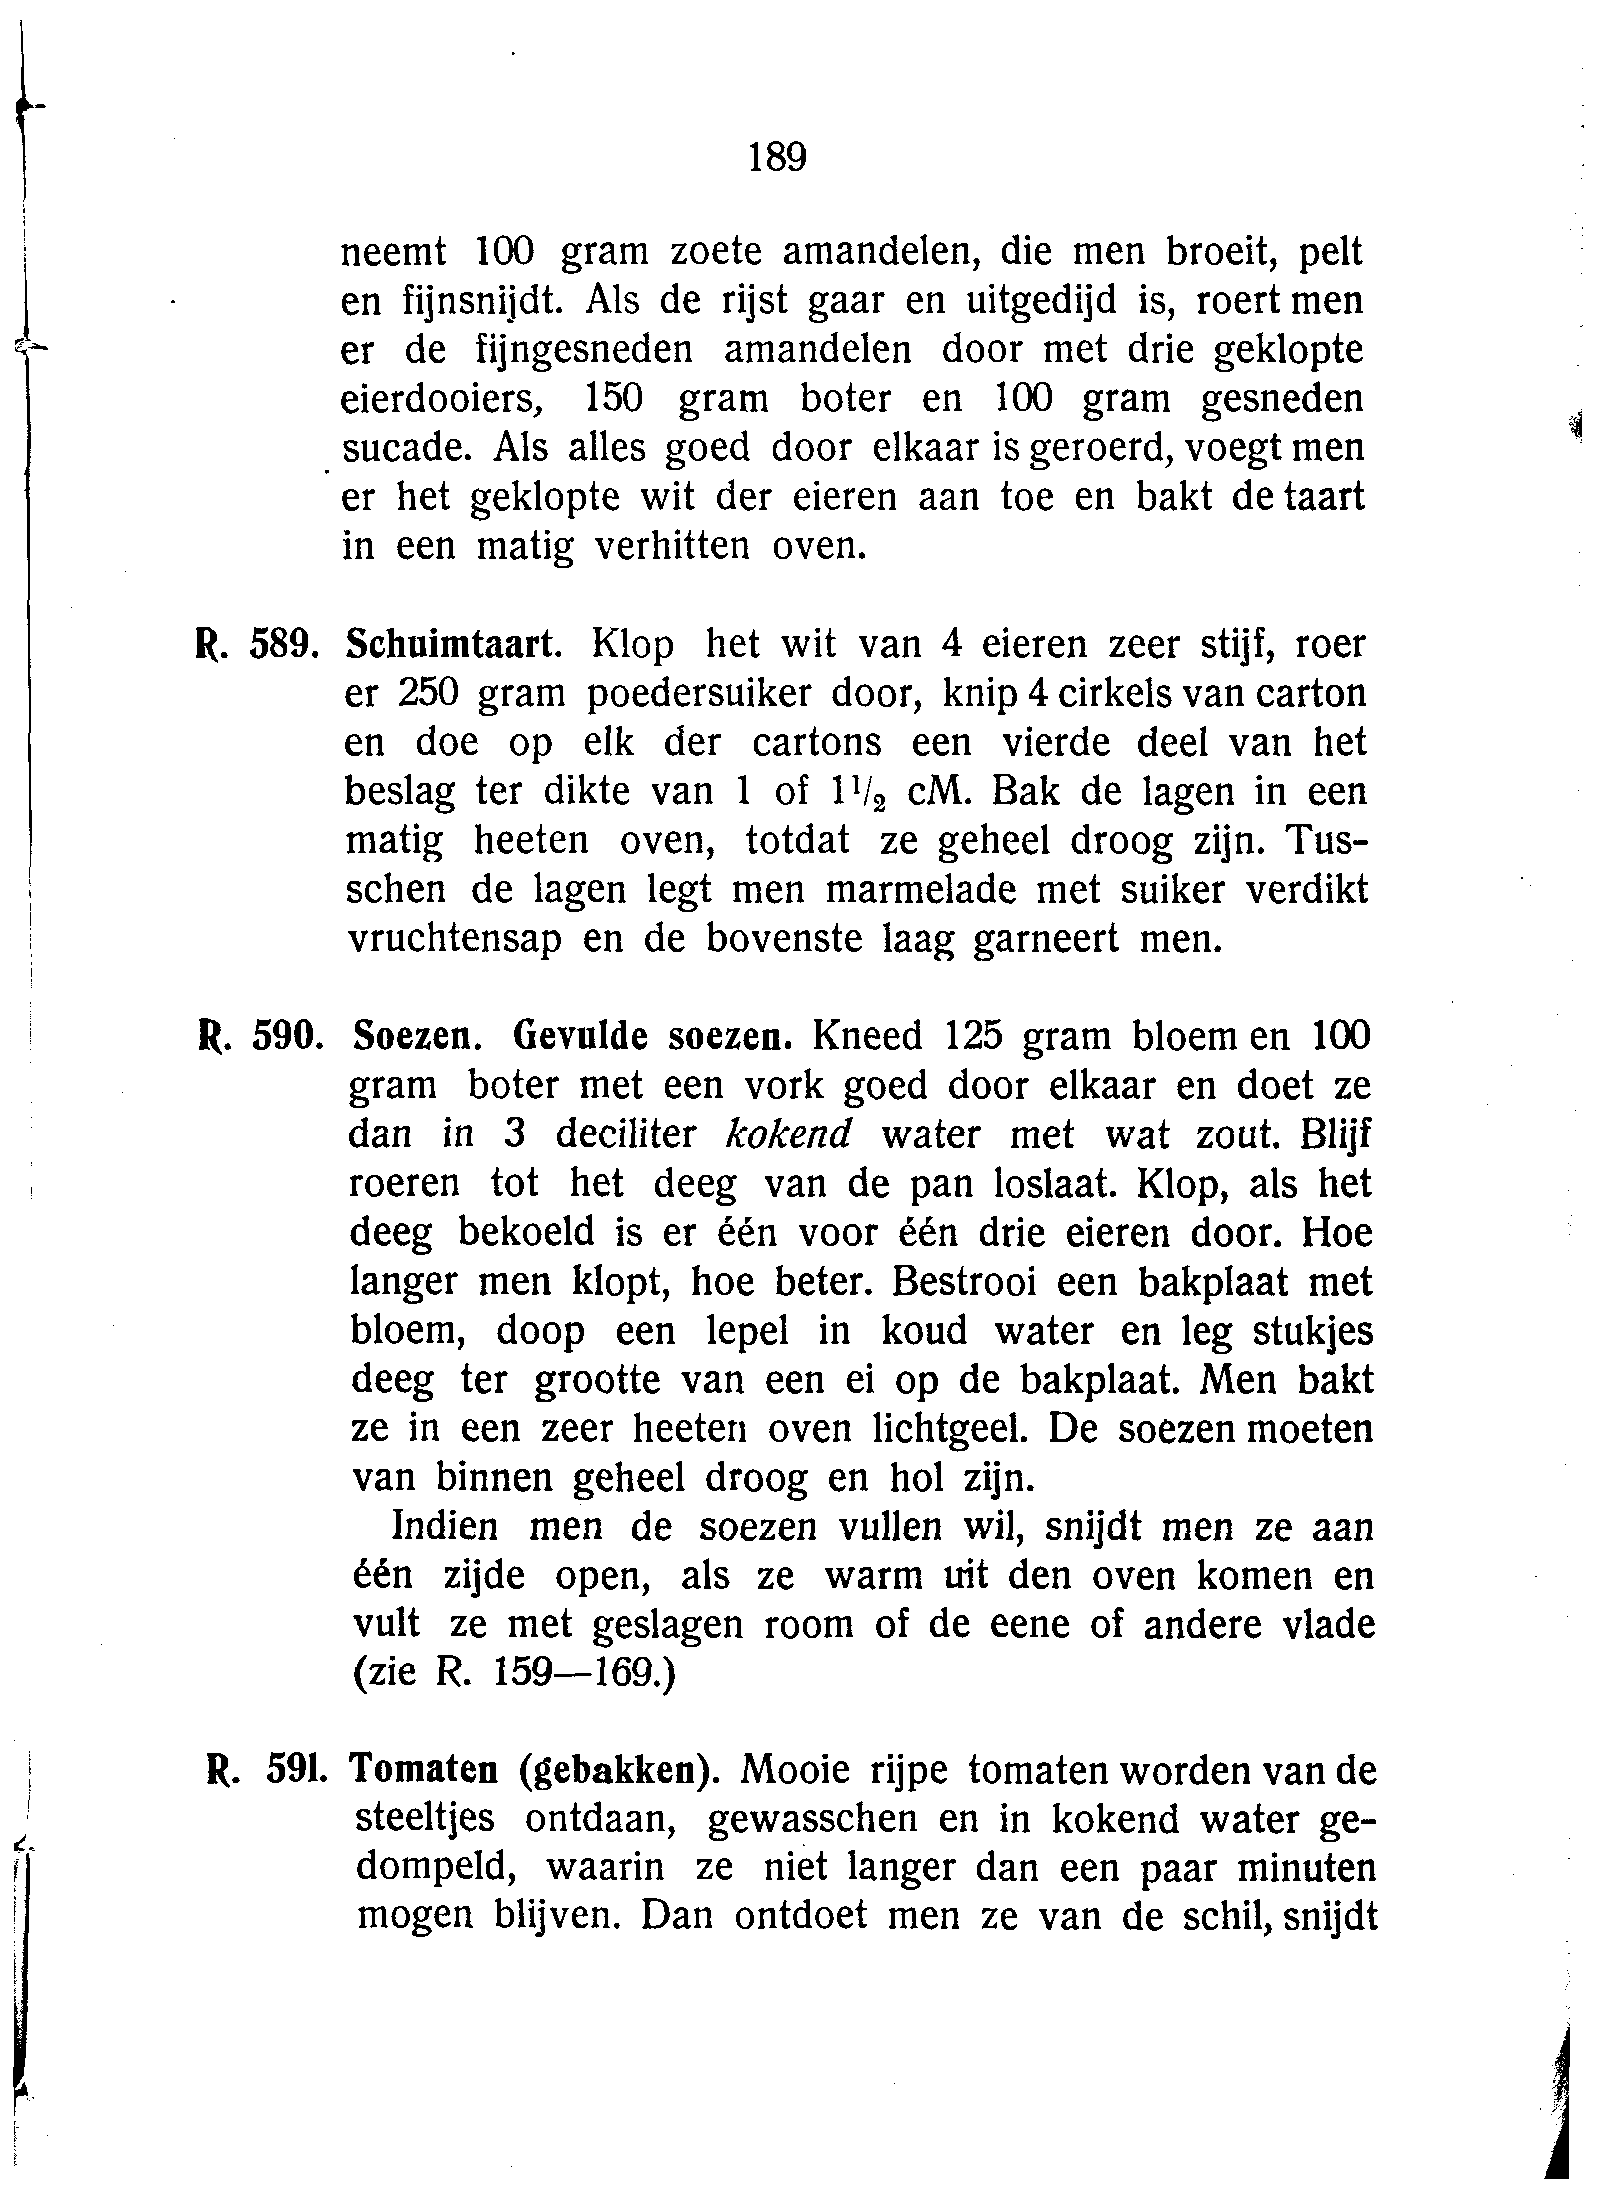 189
neemt 100 gram zoete amandelen, die men broeit, pelt
en fijnsnijdt. Als de rijst gaar en uitgedijd is, roert men
er de fijngesneden amandelen door met drie geklopte
eierdooiers, 150 gram boter en 100 gram gesneden
sucade. Als alles goed door elkaar is geroerd, voegt men
er het geklopte wit der eieren aan toe en bakt de taart
in een matig verhitten oven.
R. 589. Schuimtaart. Klop het wit van 4 eieren zeer stijf, roer
er 250 gram poedersuiker door, knip 4 cirkels van carton
en doe op elk der cartons een vierde deel van het
beslag ter dikte van 1 of 1 1/2 cM. Bak de lagen in een
matig heeten oven, totdat ze geheel droog zijn. Tus-
schen de lagen legt men marmelade met suiker verdikt
vruchtensap en de bovenste laag garneert men.
R. 590. Soezen. Gevulde soezen. Kneed 125 gram bloem en 100
gram boter met een vork goed door elkaar en doet ze
dan in 3 deciliter kokend water met wat zout. Blijf
roeren tot het deeg van de pan loslaat. Klop, als het
deeg bekoeld is er één voor één drie eieren door. Hoe
langer men klopt, hoe beter. Bestrooi een bakplaat met
bloem, doop een lepel in koud water en leg stukjes
deeg ter grootte van een ei op de bakplaat. Men bakt
ze in een zeer heeten oven lichtgeel. De soezen moeten
van binnen geheel droog en hol zijn.
Indien men de soezen vullen wil, snijdt men ze aan
één zijde open, als ze warm uit den oven komen en
vult ze met geslagen room of de eene of andere vlade
(zie R. 159—169.)
R. 591. Tomaten (gebakken). Mooie rijpe tomaten worden van de
steeltjes ontdaan, gewasschen en in kokend water ge-
dompeld, waarin ze niet langer dan een paar minuten
mogen blijven. Dan ontdoet men ze van de schil, snijdt